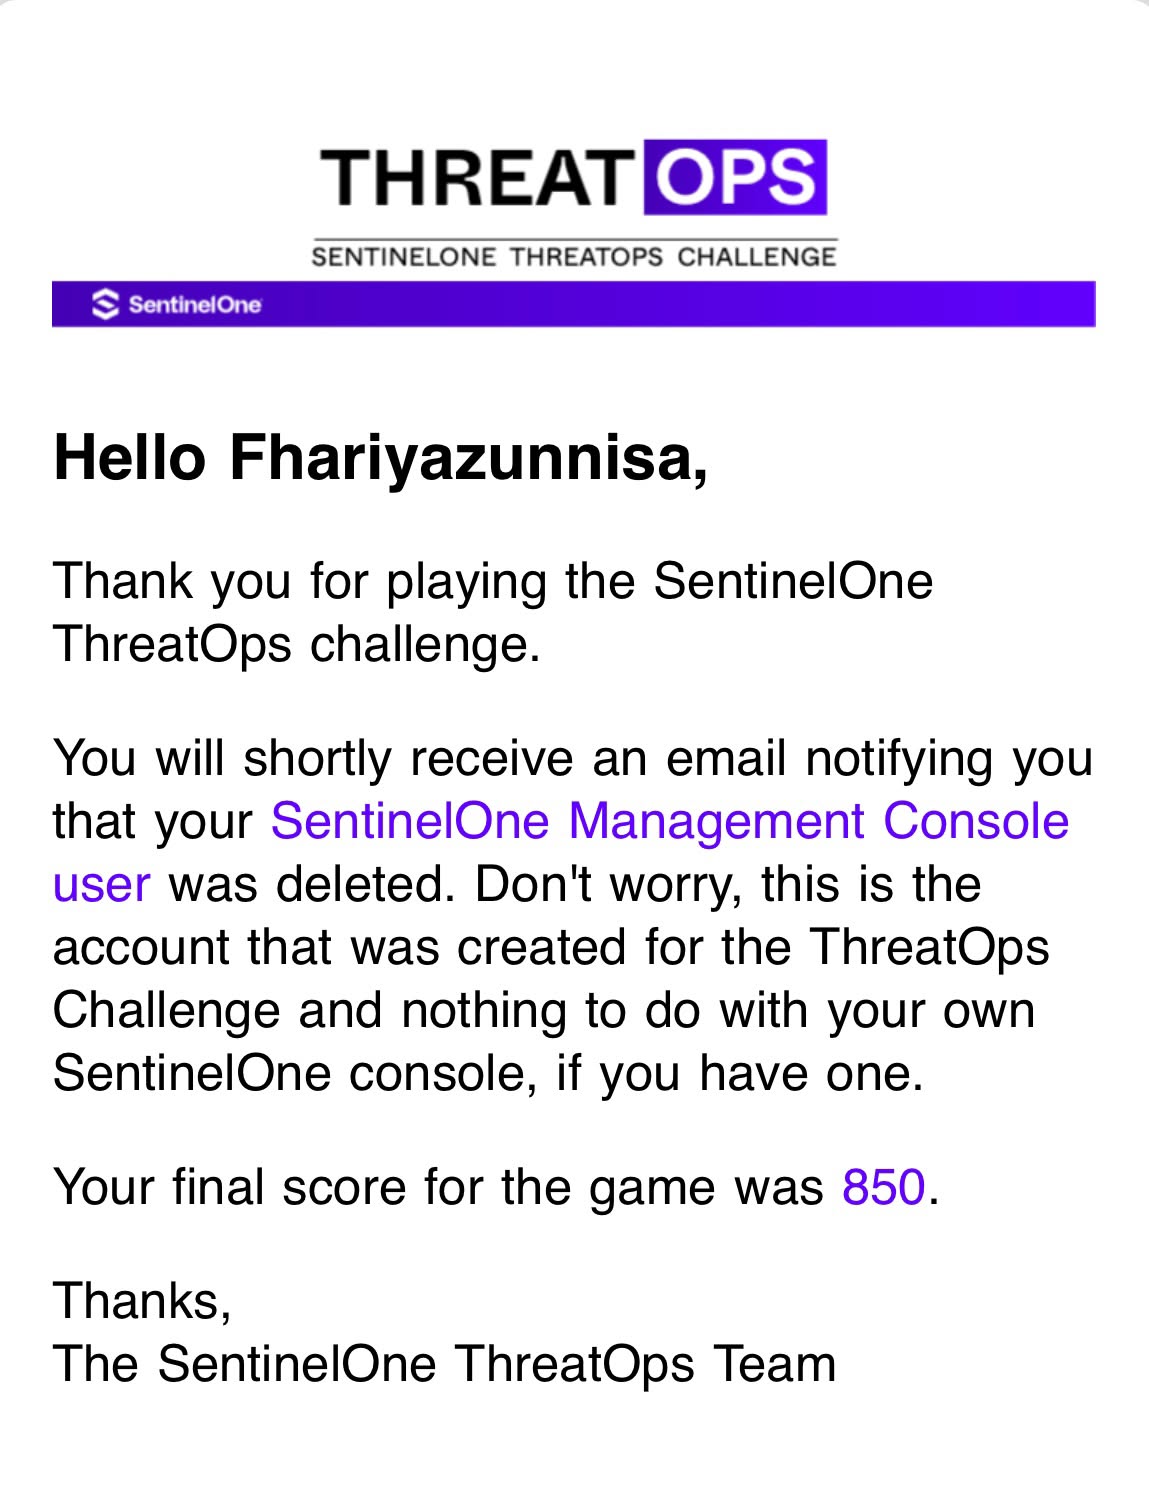 THREATOPS
SENTINELONE THREATOPS CHALLENGE
SentinelOne
Hello Fhariyazunnisa,
Thank you for playing the SentinelOne
ThreatOps challenge.
You will shortly receive an email notifying you
that your SentinelOne Management Console
user was deleted. Don't worry, this is the
account that was created for the ThreatOps
Challenge and nothing to do with your own
SentinelOne console, if you have one.
Your final score for the game was 850.
Thanks,
The SentinelOne ThreatOps Team